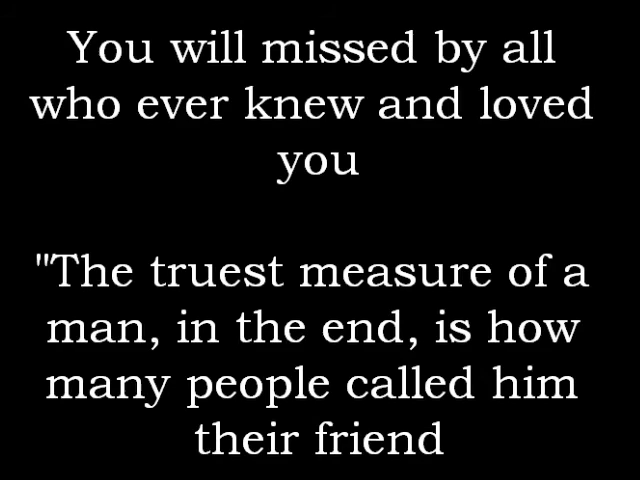 You will missed by all
who ever knew and loved
you
"The truest measure of a
man, in the end, is how
many people called him
their friend